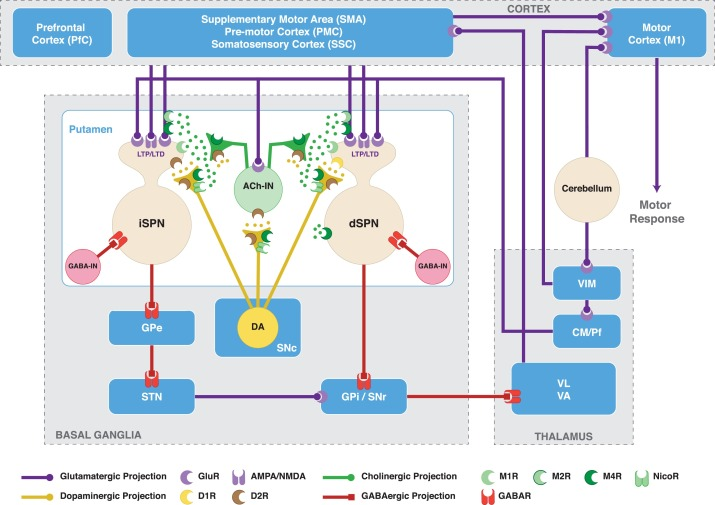 CORTEX
Prefrontal
Cortex (PfC)
Supplementary Motor Area (SMA)
Pre-motor Cortex (PMC)
Somatosensory Cortex (SSC)
Motor
Cortex (M1)
Putamen
LTP/LTD
LTP/LTD
ACh-IN
iSPN
dSPN
GABA-IN
GABA-IN
Cerebellum
Motor
Response
VIM
GPe
DA
SNc
CM/Pf
STN
GPi / SNr
VL
VA
BASAL GANGLIA
THALAMUS
Glutamatergic Projection
GluR
AMPA/NMDA
Cholinergic Projection
M1R
M2R
M4R
NicoR
Dopaminergic Projection
D1R
D2R
GABAergic Projection
GABAR